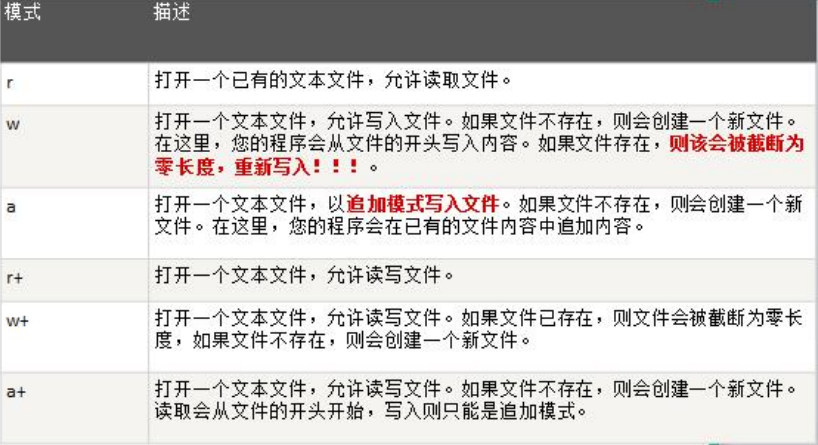 模式 描述
r 打开一个已有的文本文件，允许读取文件。
w 打开一个文本文件，允许写入文件。如果文件不存在，则会创建一个新文件。
在这里，您的程序会从文件的开头写入内容。如果文件存在，则该会被截断为
零长度，重新写入！！！。
a 打开一个文本文件，以追加模式写入文件。如果文件不存在，则会创建一个新
文件。在这里，您的程序会在已有的文件内容中追加内容。
r+ 打开一个文本文件，允许读写文件。
w+ 打开一个文本文件，允许读写文件。如果文件已存在，则文件会被截断为零长
度，如果文件不存在，则会创建一个新文件。
a+ 打开一个文本文件，允许读写文件。如果文件不存在，则会创建一个新文件。
读取会从文件的开头开始，写入则只能是追加模式。